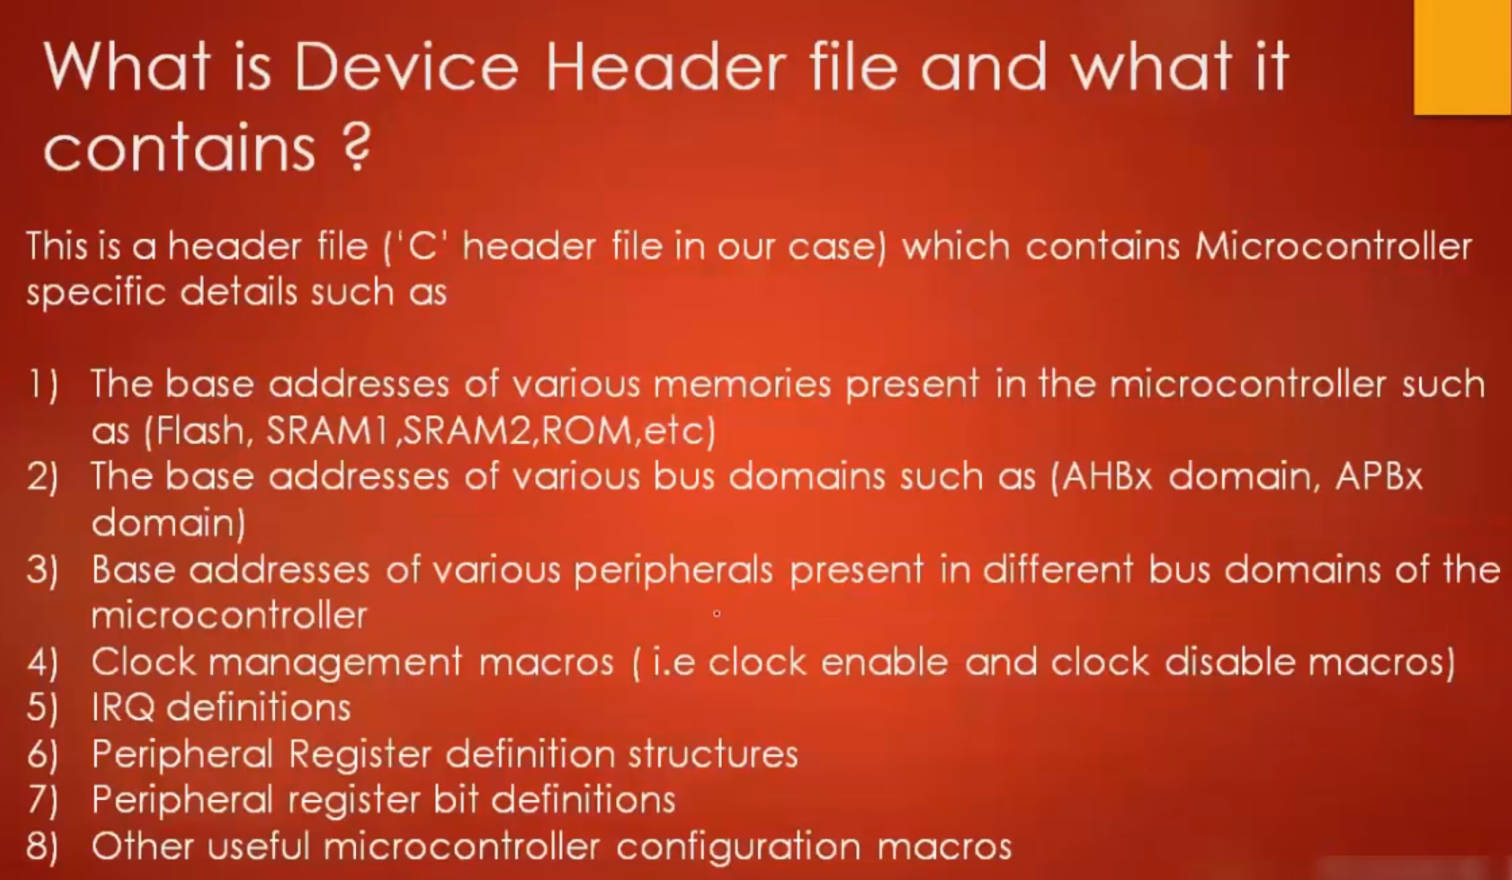 What is Device Header file and what it
contains ?
This is a header file ('C' header file in our case) which contains Microcontroller
specific details such as
1) The base addresses of various memories present in the microcontroller such
as (Flash, SRAM1,SRAM2,ROM,etc)
2) The base addresses of various bus domains such as (AHBx domain, APBx
domain)
3) Base addresses of various peripherals present in different bus domains of the
microcontroller
4) Clock management macros ( i.e clock enable and clock disable macros)
5) IRQ definitions
6) Peripheral Register definition structures
7) Peripheral register bit definitions
8) Other useful microcontroller configuration macros